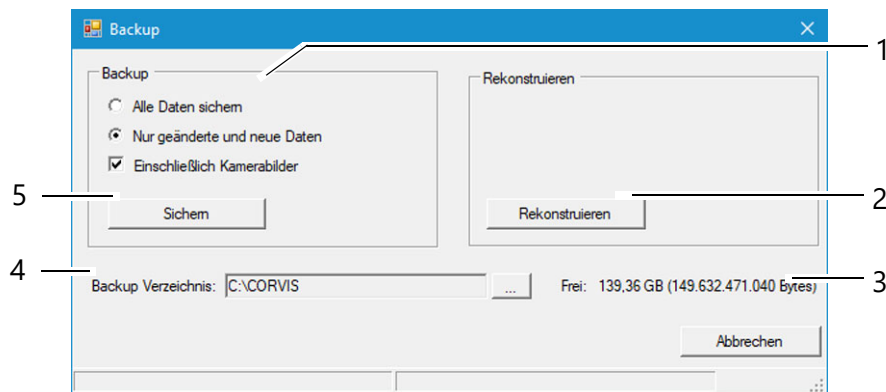 Backup
1
Backup
Rekonstruieren
Alle Daten sichern
Nur geänderte und neue Daten
Einschließlich Kamerabilder
5
Sichern
Rekonstruieren
2
4
Backup Verzeichnis: C:\CORVIS ... Frei: 139,36 GB (149.632.471.040 Bytes)
3
Abbrechen